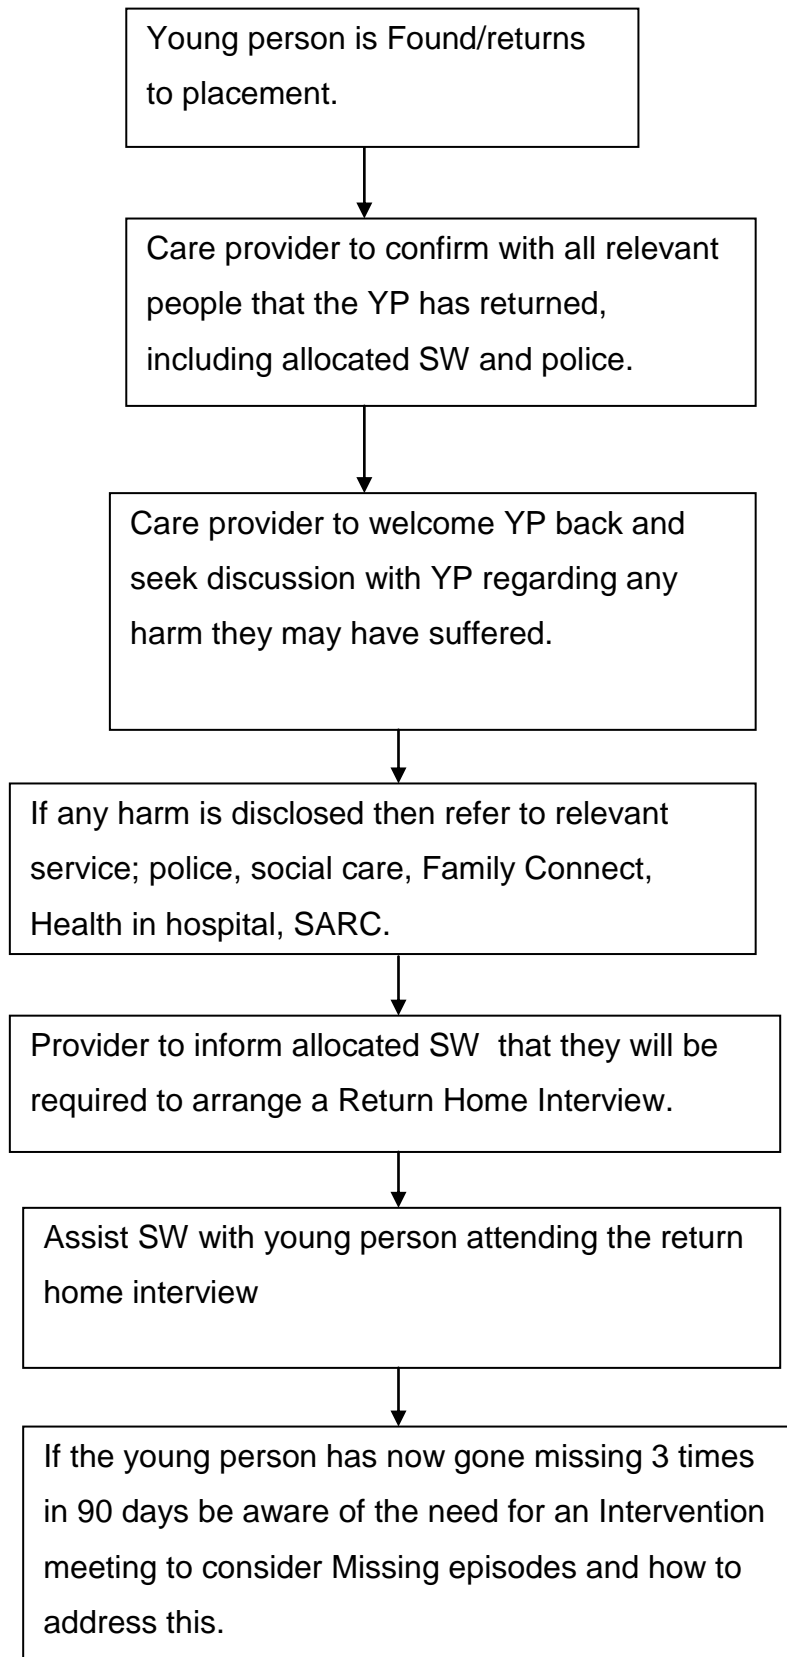 Young person is Found/returns
to placement.
Care provider to confirm with all relevant
people that the YP has returned,
including allocated SW and police.
Care provider to welcome YP back and
seek discussion with YP regarding any
harm they may have suffered.
If any harm is disclosed then refer to relevant
service; police, social care, Family Connect,
Health in hospital, SARC.
Provider to inform allocated SW  that they will be
required to arrange a Return Home Interview.
Assist SW with young person attending the return
home interview
If the young person has now gone missing 3 times
in 90 days be aware of the need for an Intervention
meeting to consider Missing episodes and how to
address this.